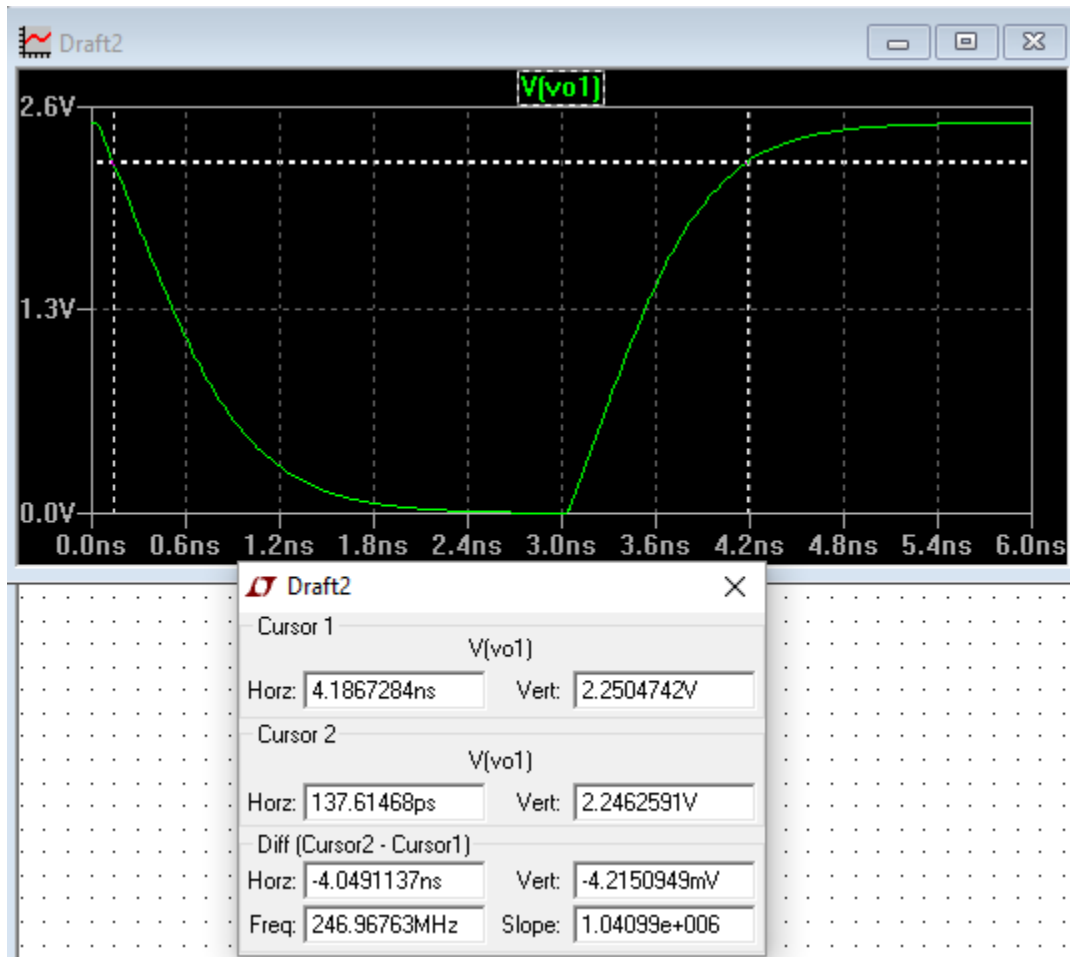 Draft2
V(vo1)
2.6V
1.3V
0.0V
0.0ns 0.6ns 1.2ns 1.8ns 2.4ns 3.0ns 3.6ns 4.2ns 4.8ns 5.4ns 6.0ns
Draft2
Cursor 1
V(vo1)
Horz: 4.1867284ns Vert: 2.2504742V
Cursor 2
V(vo1)
Horz: 137.61468ps Vert: 2.2462591V
Diff (Cursor2 - Cursor1)
Horz: -4.0491137ns Vert: -4.2150949mV
Freq: 246.96763MHz Slope: 1.04099e+006